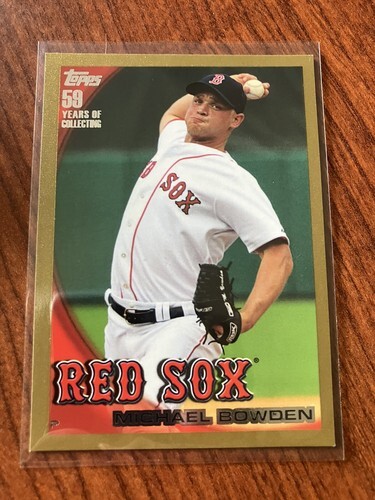 Topps
59
YEARS OF
COLLECTING
B
RED SOX
RED SOX®
MICHAEL BOWDEN
P